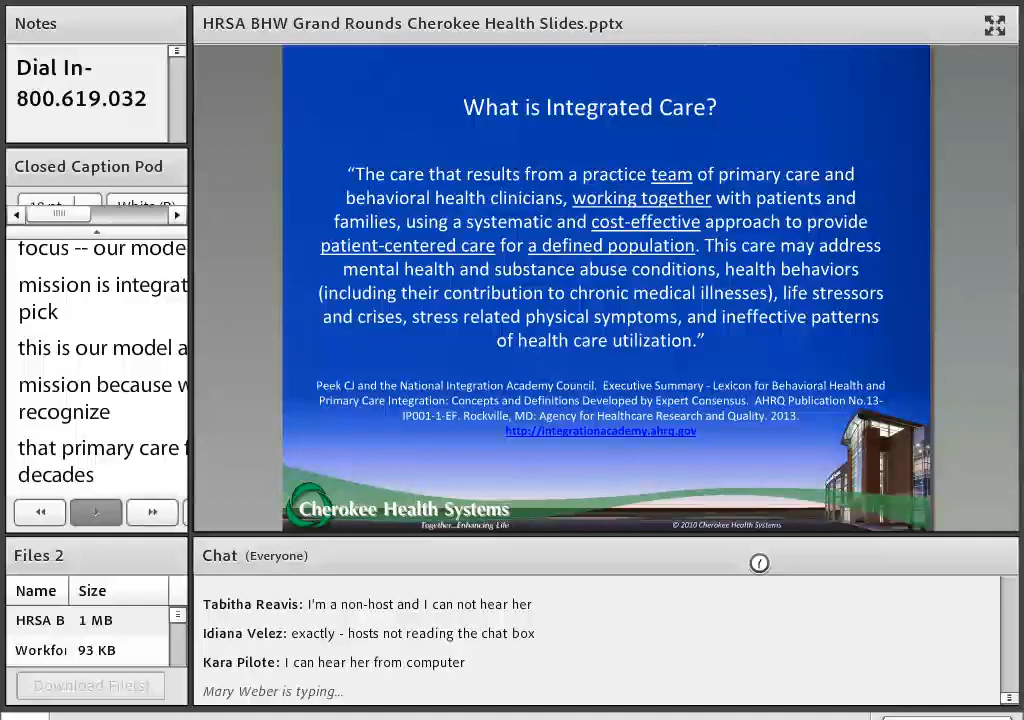 Notes
Dial In-
800.619.032
Closed Caption Pod
focus -- our mode
mission is integrat
pick
this is our model a
mission because w
recognize
that primary care f
decades
Files 2
Name Size
HRSA B 1 MB
Workfo 93 KB
Download File(s)
HRSA BHW Grand Rounds Cherokee Health Slides.pptx
What is Integrated Care?
“The care that results from a practice team of primary care and
behavioral health clinicians, working together with patients and
families, using a systematic and cost-effective approach to provide
patient-centered care for a defined population. This care may address
mental health and substance abuse conditions, health behaviors
(including their contribution to chronic medical illnesses), life stressors
and crises, stress related physical symptoms, and ineffective patterns
of health care utilization.”
Peek CJ and the National Integration Academy Council. Executive Summary - Lexicon for Behavioral Health and
Primary Care Integration: Concepts and Definitions Developed by Expert Consensus. AHRQ Publication No.13-
IP001-1-EF. Rockville, MD: Agency for Healthcare Research and Quality. 2013.
http://integrationacademy.ahrq.gov
Cherokee Health Systems
Together...Enhancing Life
© 2010 Cherokee Health Systems
Chat (Everyone)
Tabitha Reavis: I'm a non-host and I can not hear her
Idiana Velez: exactly - hosts not reading the chat box
Kara Pilote: I can hear her from computer
Mary Weber is typing...